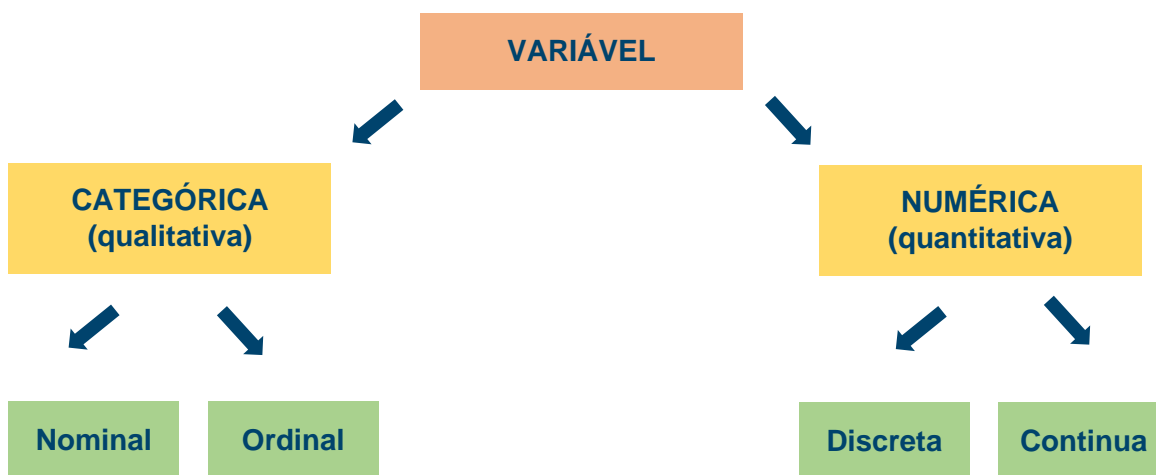 VARIÁVEL
CATEGÓRICA
(qualitativa)
NUMÉRICA
(quantitativa)
Nominal
Ordinal
Discreta
Continua